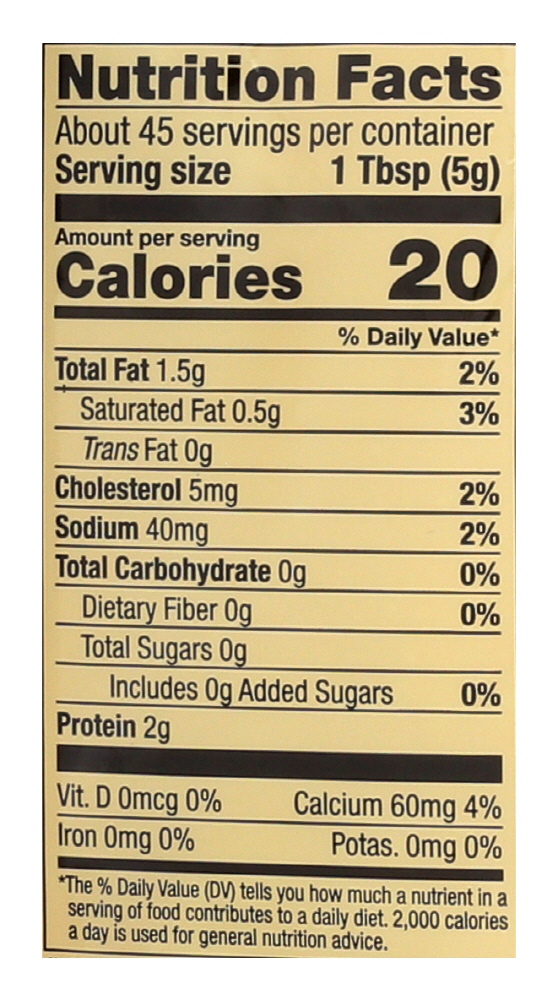 Nutrition Facts
About 45 servings per container
Serving size 1 Tbsp (5g)
Amount per serving
Calories 20
% Daily Value*
Total Fat 1.5g 2%
Saturated Fat 0.5g 3%
Trans Fat 0g
Cholesterol 5mg 2%
Sodium 40mg 2%
Total Carbohydrate 0g 0%
Dietary Fiber 0g 0%
Total Sugars 0g
Includes 0g Added Sugars 0%
Protein 2g
Vit. D 0mcg 0% Calcium 60mg 4%
Iron 0mg 0% Potas. 0mg 0%
*The % Daily Value (DV) tells you how much a nutrient in a
serving of food contributes to a daily diet. 2,000 calories
a day is used for general nutrition advice.